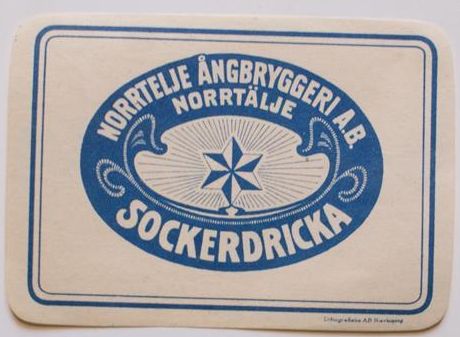 NORRTELJE ÅNGBRYGGERI A.B.
NORRTÄLJE
SOCKERDRICKA